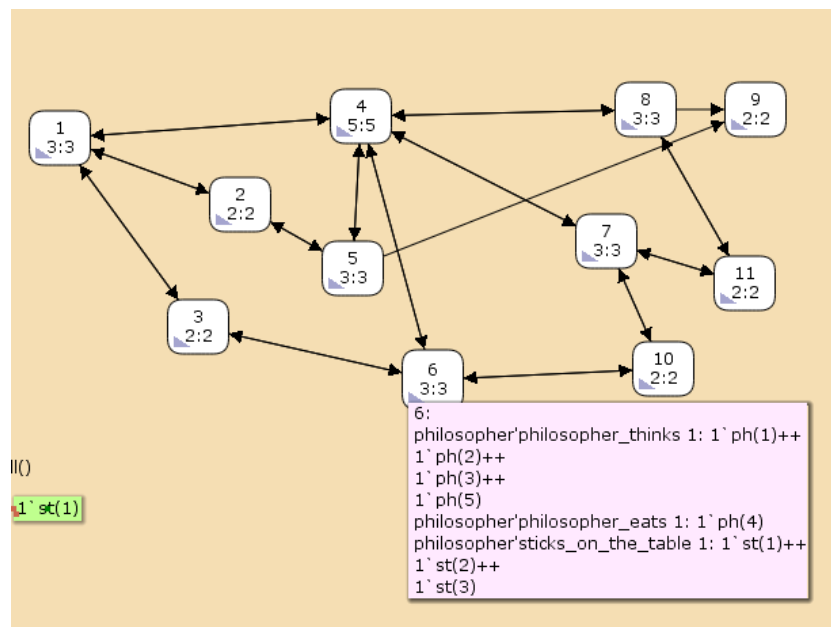 1
3:3
2
2:2
3
2:2
4
5:5
5
3:3
6
3:3
7
3:3
8
3:3
9
2:2
10
2:2
11
2:2
6:
philosopher'philosopher_thinks 1: 1`ph(1)++
1`ph(2)++
1`ph(3)++
1`ph(5)
philosopher'philosopher_eats 1: 1`ph(4)
philosopher'sticks_on_the_table 1: 1`st(1)++
1`st(2)++
1`st(3)
ll()
1`st(1)